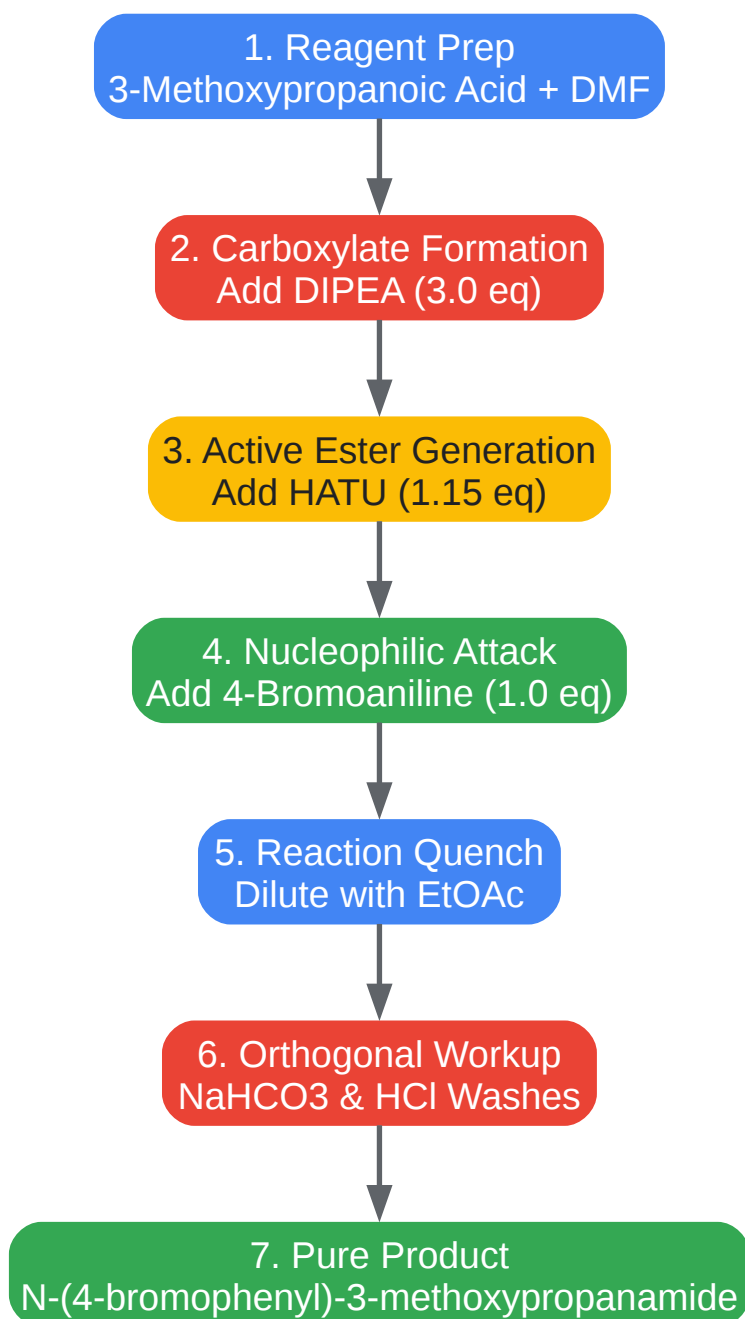 1. Reagent Prep
3-Methoxypropanoic Acid + DMF
2. Carboxylate Formation
Add DIPEA (3.0 eq)
3. Active Ester Generation
Add HATU (1.15 eq)
4. Nucleophilic Attack
Add 4-Bromoaniline (1.0 eq)
5. Reaction Quench
Dilute with EtOAc
6. Orthogonal Workup
NaHCO3 & HCl Washes
7. Pure Product
N-(4-bromophenyl)-3-methoxypropanamide